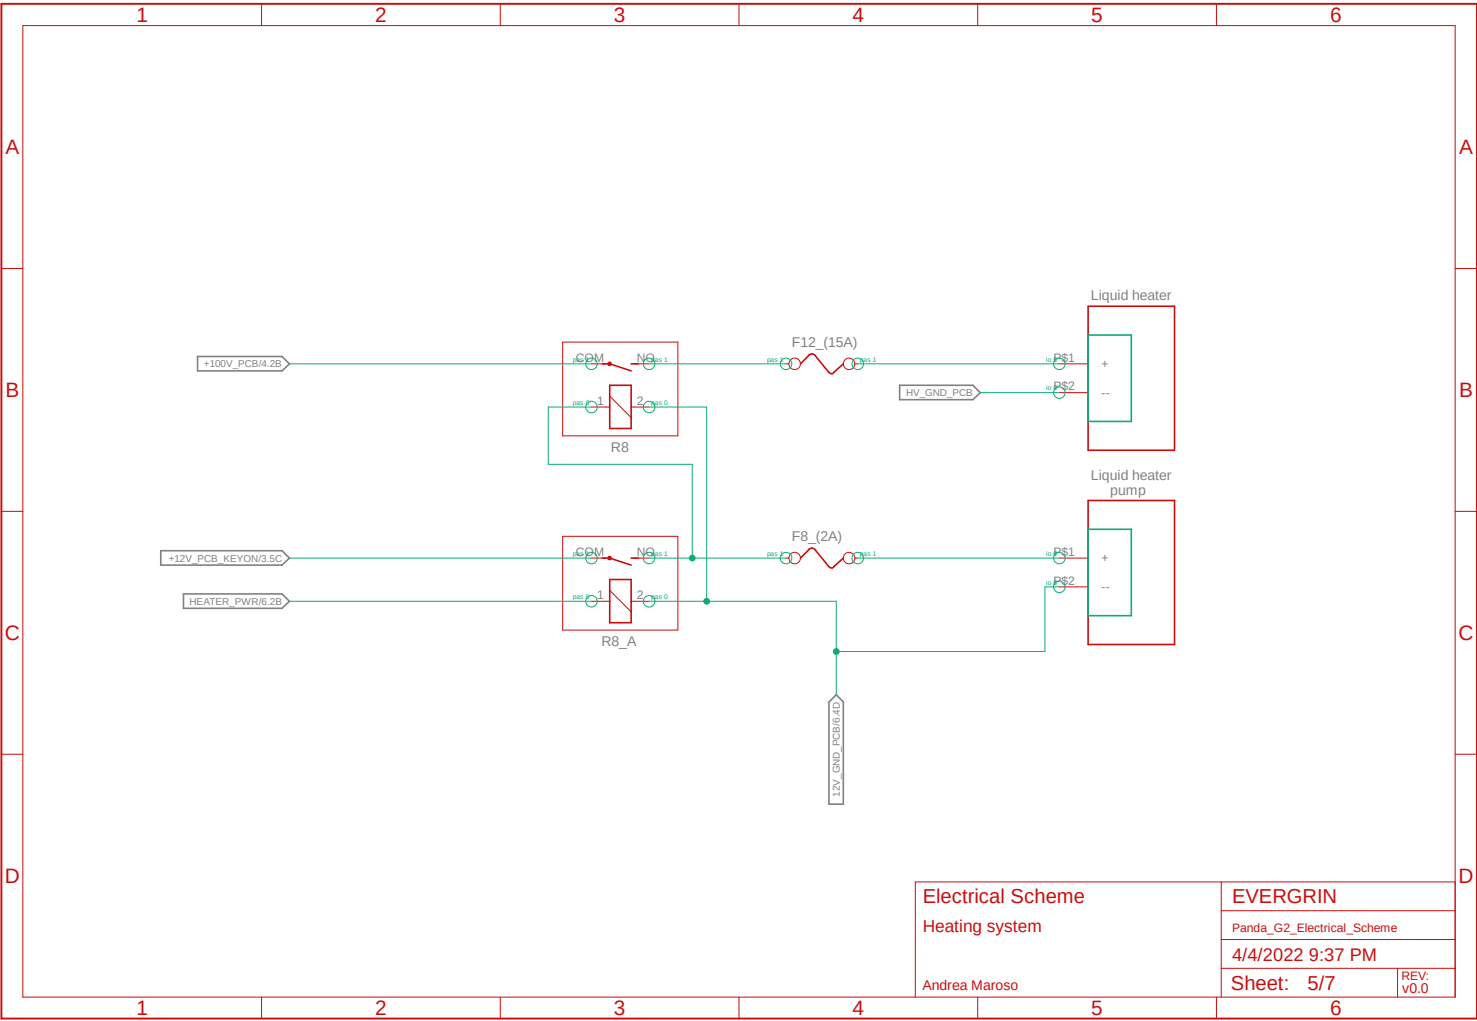 1 2 3 4 5 6
A A
Liquid heater
F12_(15A)
+100V_PCB/4.2B COM NO pas 1 pas 1 pas 1 P$1 +
B HV_GND_PCB P$2 -- B
1 2 pas 0
R8
Liquid heater
pump
F8_(2A)
+12V_PCB_KEYON/3.5C COM NO pas 1 pas 1 pas 1 P$1 +
P$2 --
HEATER_PWR/6.2B 1 2 pas 0
C C
R8_A
12V_GND_PCB/6.4D
D D
Electrical Scheme
Heating system
Andrea Maroso
EVERGRIN
Panda_G2_Electrical_Scheme
4/4/2022 9:37 PM
Sheet: 5/7
REV:
v0.0
1 2 3 4 5 6